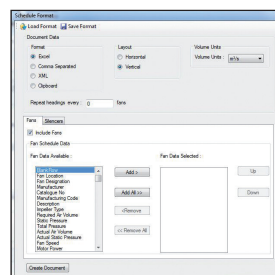 Schedule Format
Load Format Save Format
Document Data
Format
Excel
Comma Separated
XML
Clipboard
Layout
Horizontal
Vertical
Volume Units
Volume Units : m³/s
Repeat headings every : 0 fans
Fans Silencers
Include Fans
Fan Schedule Data
Fan Data Available :
Fan Data Selected :
Fan Location
Fan Designation
Manufacturer
Catalogue No
Manufacturing Code
Description
Impeller Type
Required Air Volume
Static Pressure
Total Pressure
Actual Air Volume
Actual Static Pressure
Fan Speed
Motor Power
Add >
Add All >>
<Remove
<< Remove All
Up
Down
Create Document